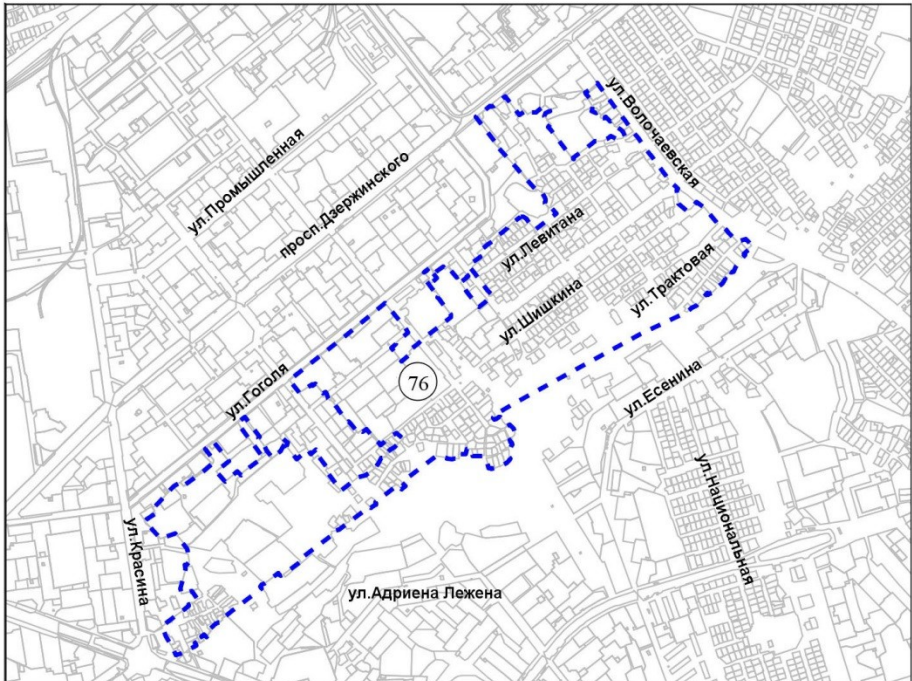 ул.Волочаевская
ул.Промышленная
просп.Дзержинского
ул.Левитана
ул.Трактовая
ул.Шишкина
76
ул.Гоголя
ул.Есенина
ул.Национальная
ул.Красина
ул.Адриена Лежена